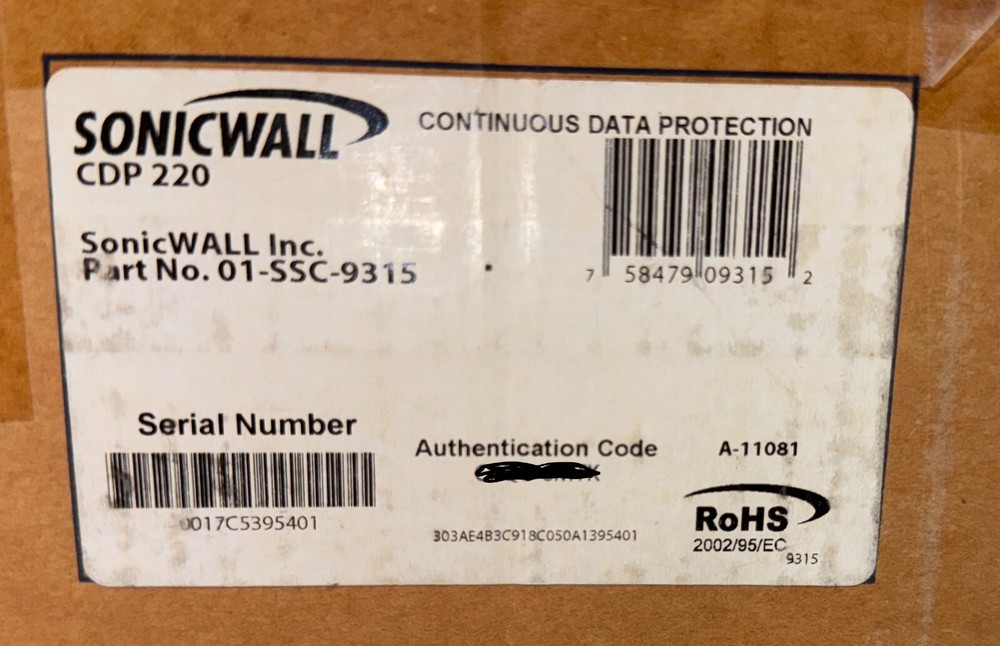 SONICWALL
CDP 220
CONTINUOUS DATA PROTECTION
SonicWALL Inc.
Part No. 01-SSC-9315
7 58479 09315 2
Serial Number
0017C5395401
Authentication Code
303AE4B3C918C050A1395401
A-11081
RoHS
2002/95/EC
9315